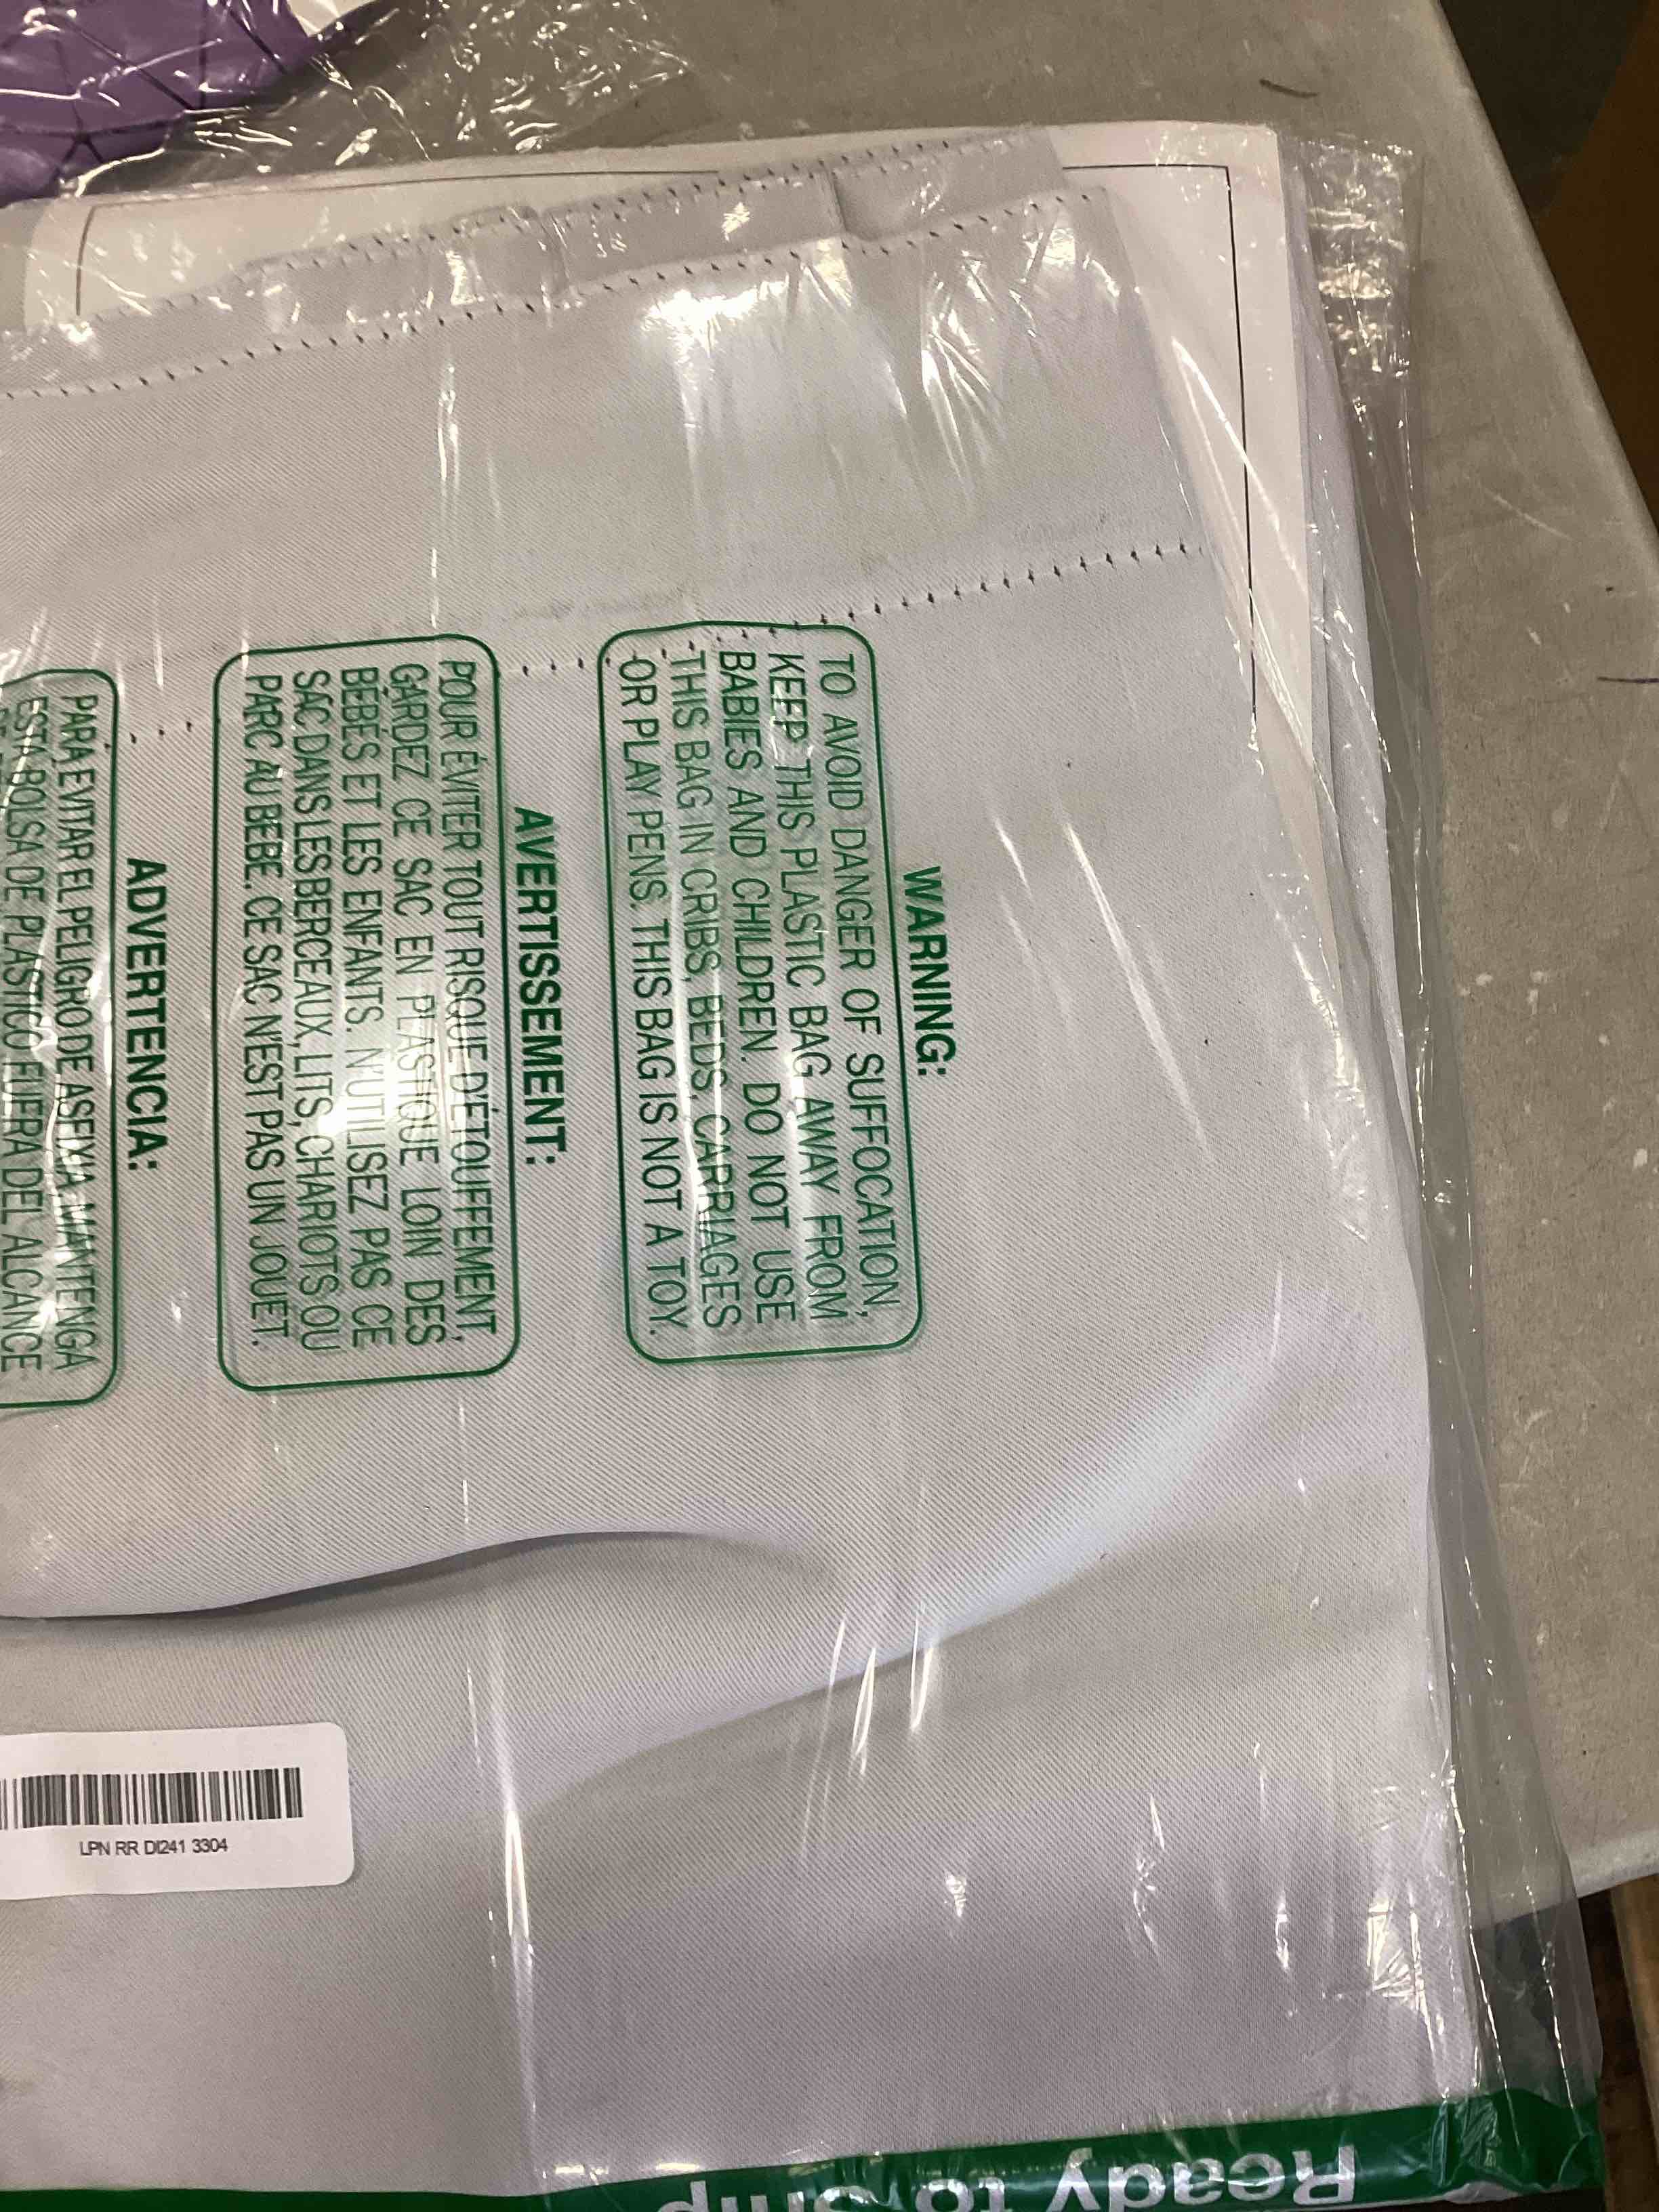 WARNING:
TO AVOID DANGER OF SUFFOCATION,
KEEP THIS PLASTIC BAG AWAY FROM
BABIES AND CHILDREN. DO NOT USE
THIS BAG IN CRIBS, BEDS, CARRIAGES
OR PLAY PENS. THIS BAG IS NOT A TOY.
AVERTISSEMENT:
POUR ÉVITER TOUT RISQUE D'ÉTOUFFEMENT,
GARDEZ CE SAC EN PLASTIQUE LOIN DES
BÉBÉS ET LES ENFANTS. N'UTILISEZ PAS CE
SAC DANS LES BERCEAUX, LITS, CHARIOTS OU
PARC AU BEBE. CE SAC N'EST PAS UN JOUET.
ADVERTENCIA:
PARA EVITAR EL PELIGRO DE ASFIXIA, MANTENGA
ESTA BOLSA DE PLASTICO FUERA DEL ALCANCE
LPN RR DI241 3304
Ready to Ship